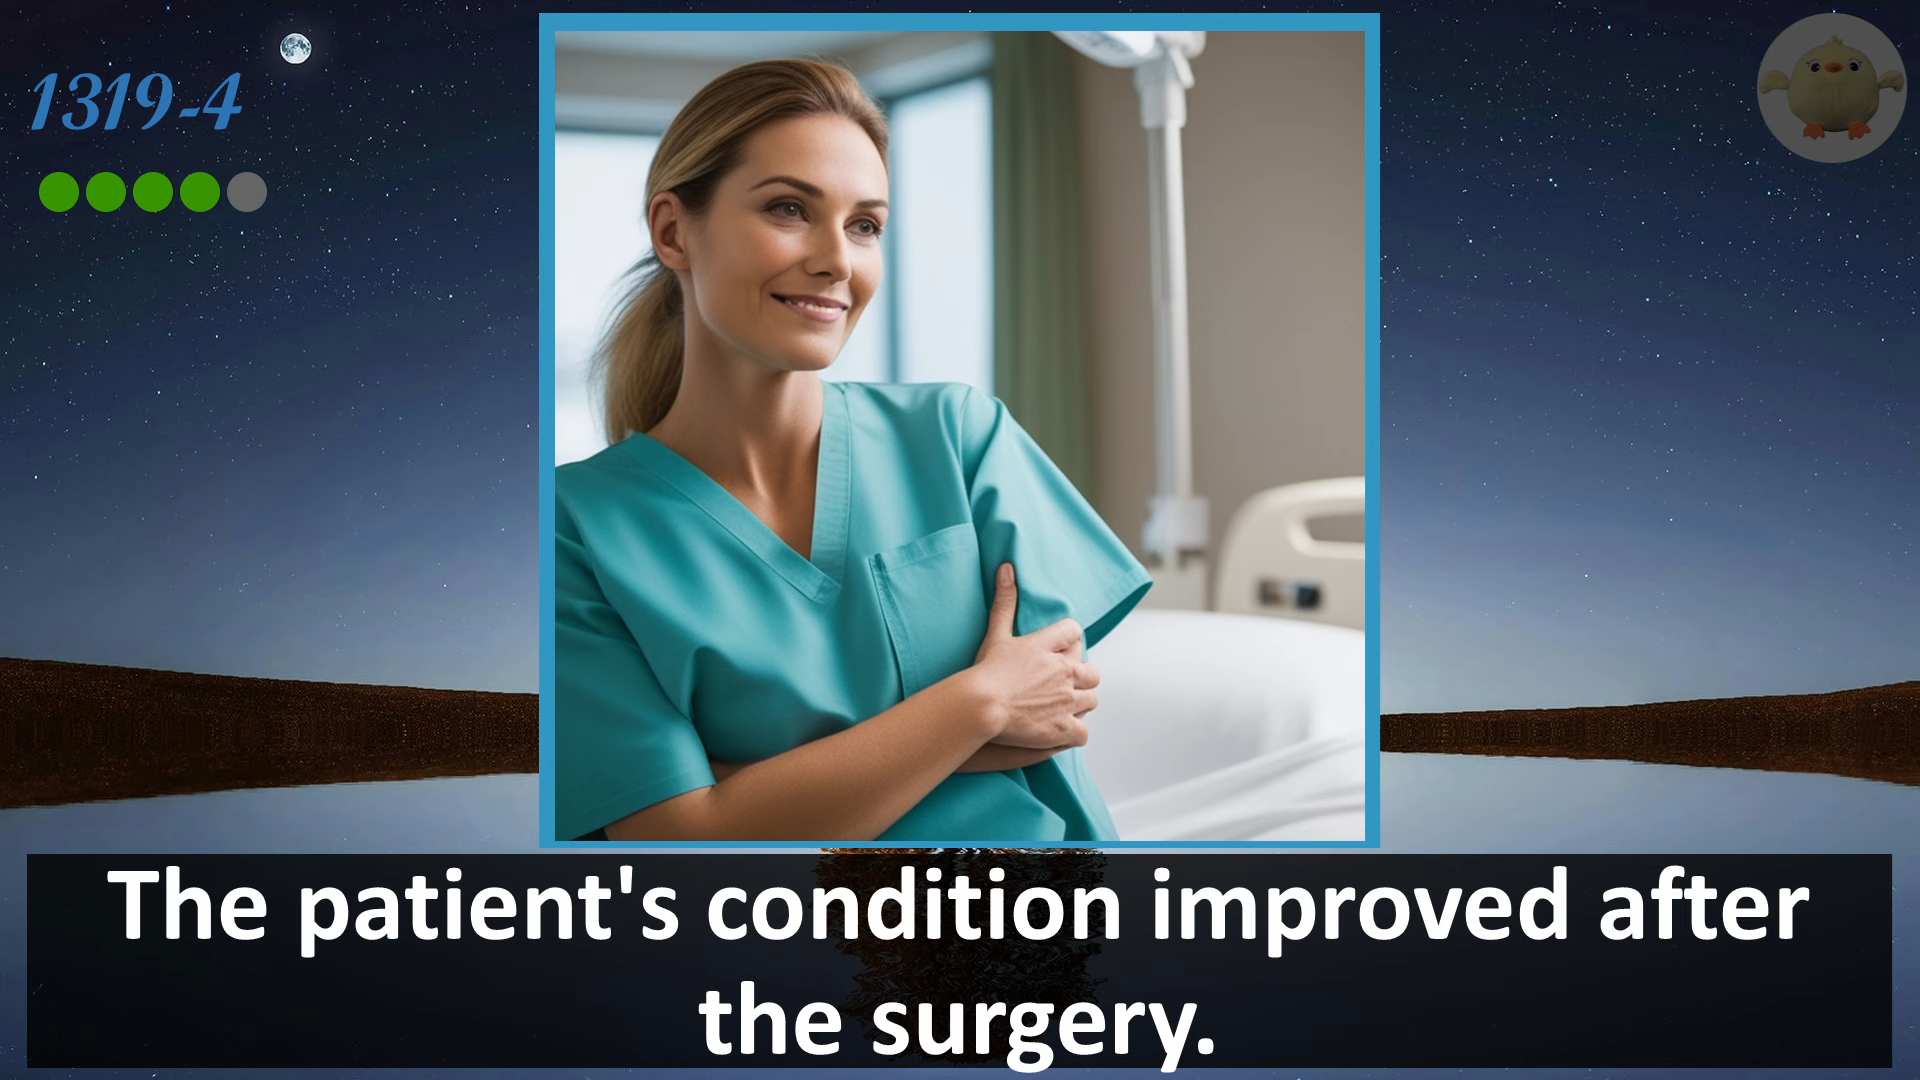 1319-4
The patient's condition improved after
the surgery.